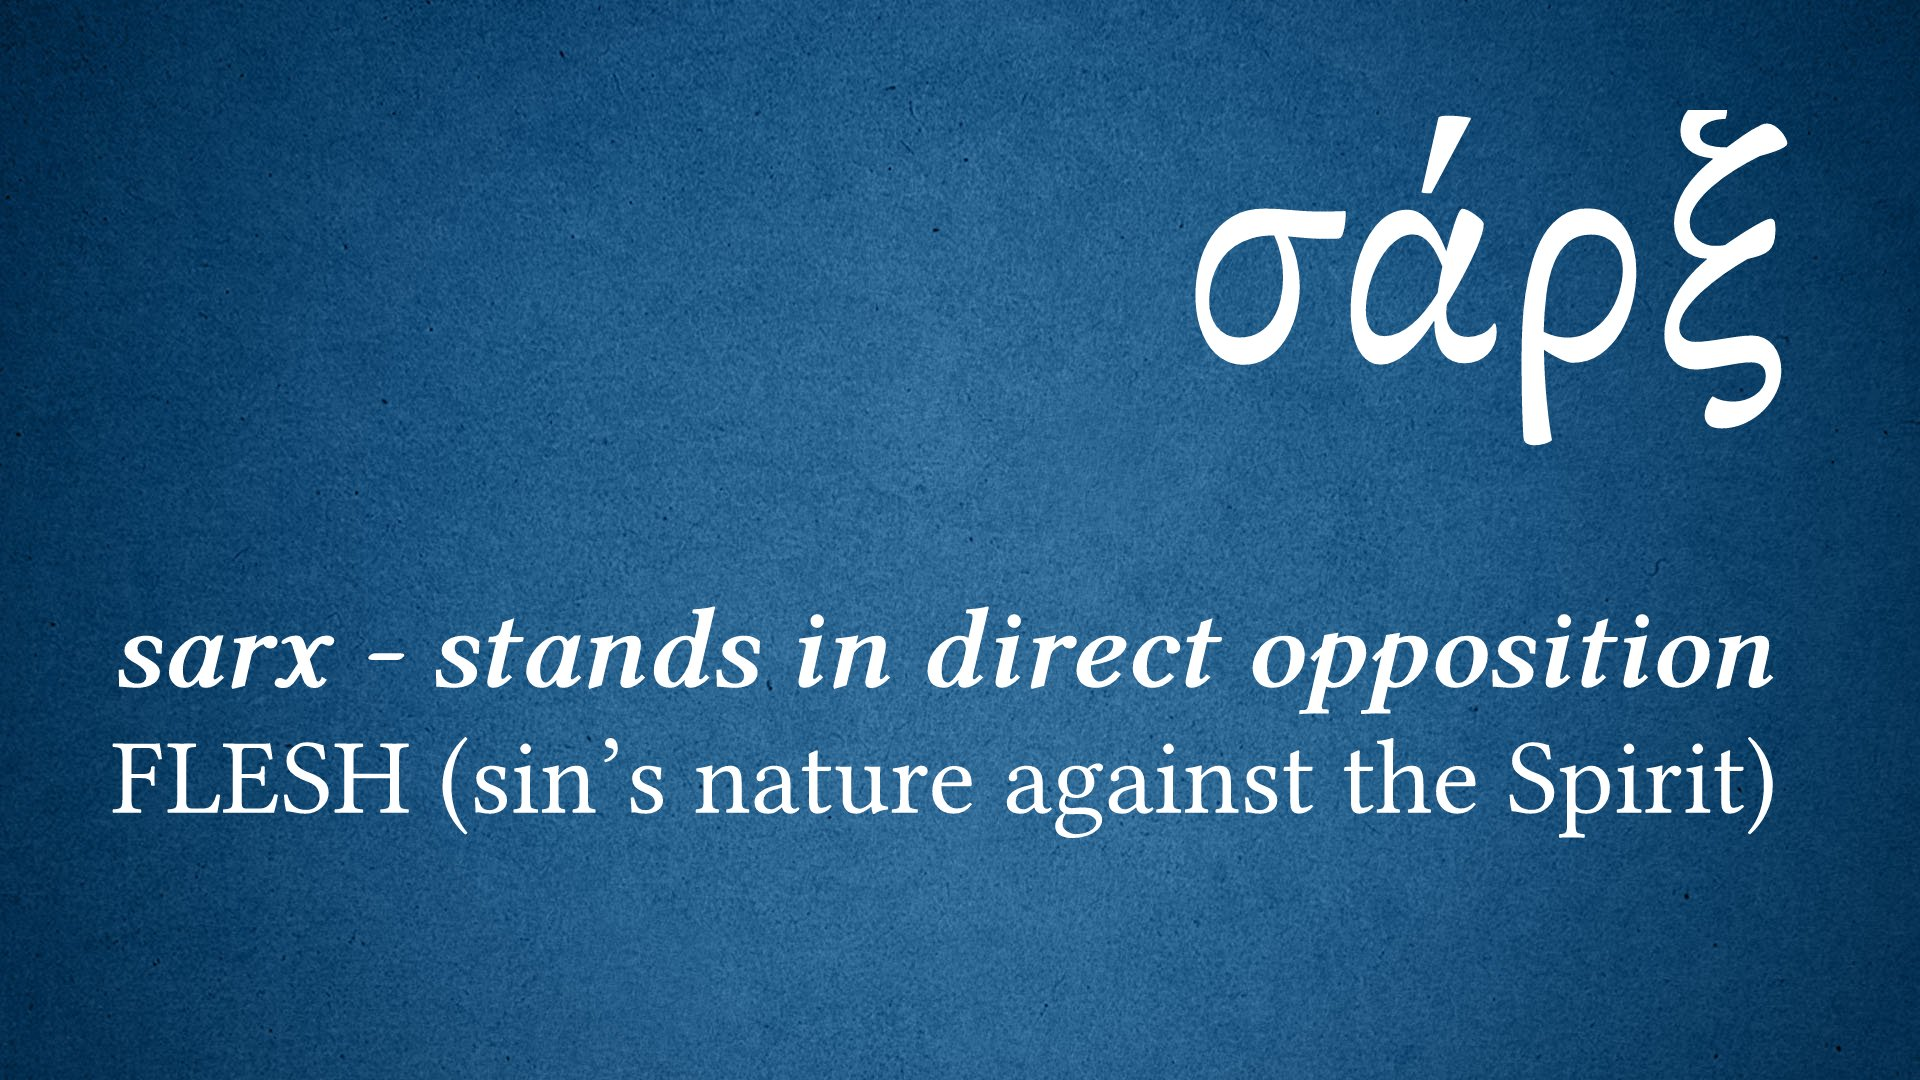 σάρξ
sarx - stands in direct opposition
FLESH (sin’s nature against the Spirit)